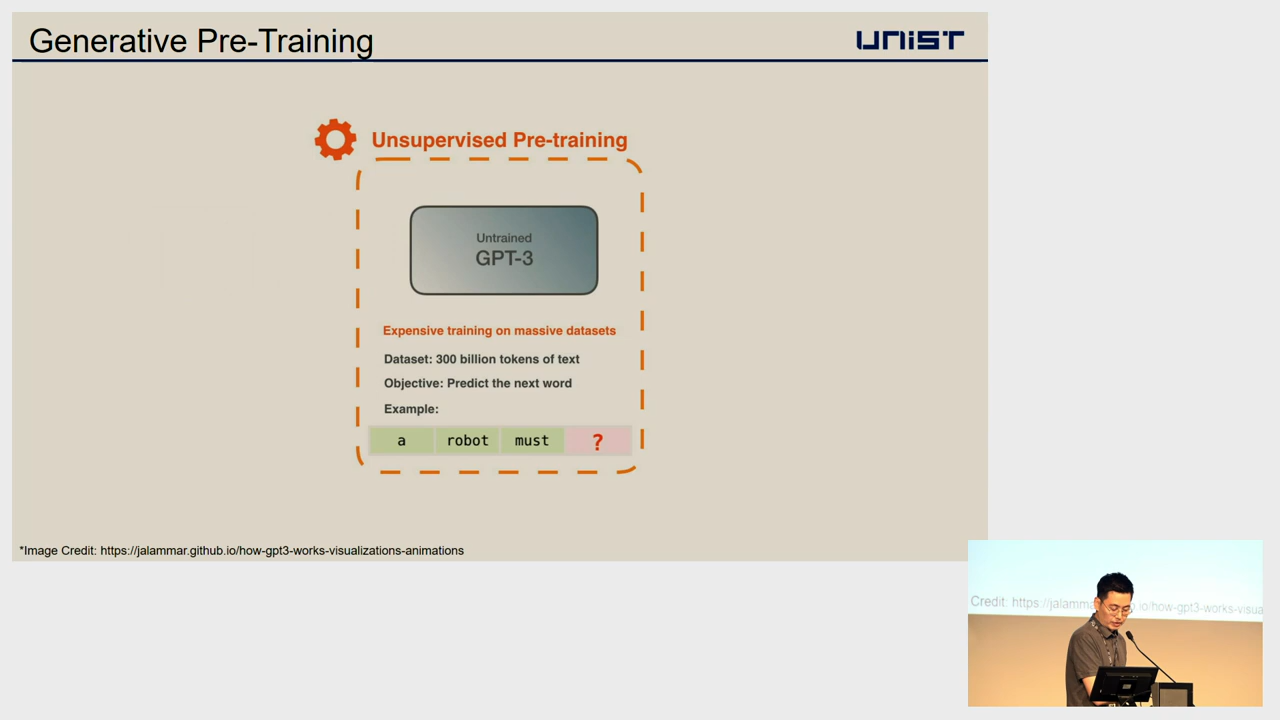 Generative Pre-Training
UNIST
Unsupervised Pre-training
Untrained
GPT-3
Expensive training on massive datasets
Dataset: 300 billion tokens of text
Objective: Predict the next word
Example:
a robot must ?
*Image Credit: https://jalammar.github.io/how-gpt3-works-visualizations-animations
Credit: https://jalamma o.io/how-gpt3-works-visua